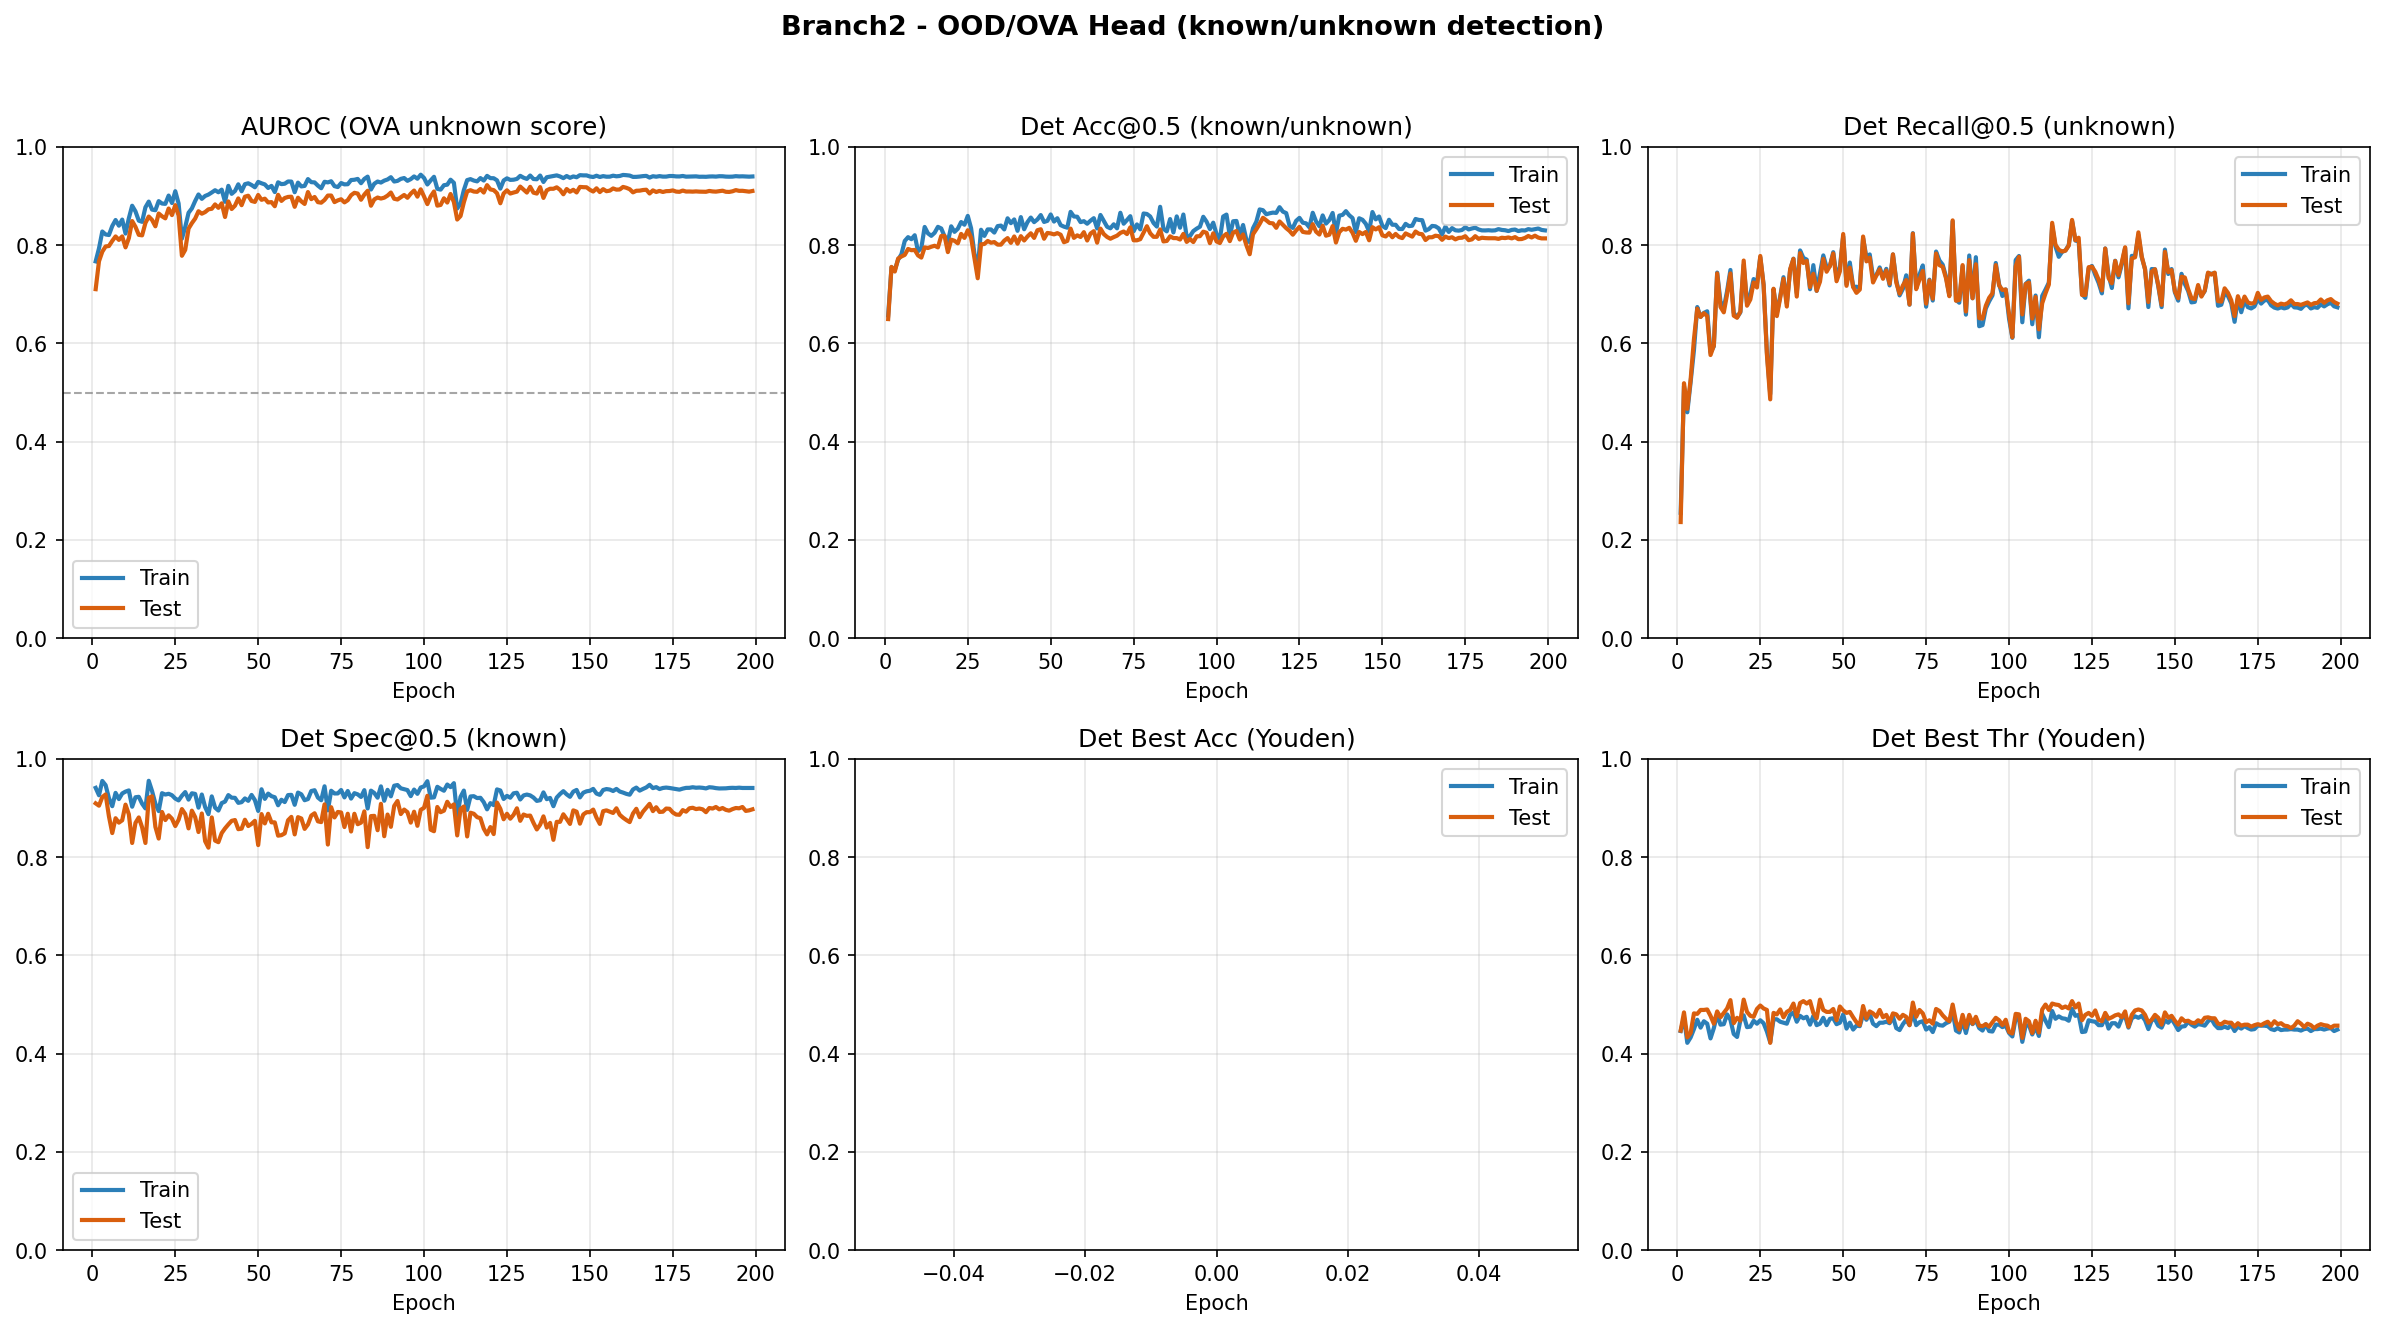 Branch2 - OOD/OVA Head (known/unknown detection)
AUROC (OVA unknown score)
1.0
0.8
0.6
0.4
0.2
0.0
Train
Test
0 25 50 75 100 125 150 175 200
Epoch
Det Acc@0.5 (known/unknown)
1.0
0.8
0.6
0.4
0.2
0.0
Train
Test
0 25 50 75 100 125 150 175 200
Epoch
Det Recall@0.5 (unknown)
1.0
0.8
0.6
0.4
0.2
0.0
Train
Test
0 25 50 75 100 125 150 175 200
Epoch
Det Spec@0.5 (known)
1.0
0.8
0.6
0.4
0.2
0.0
Train
Test
0 25 50 75 100 125 150 175 200
Epoch
Det Best Acc (Youden)
1.0
0.8
0.6
0.4
0.2
0.0
Train
Test
−0.04 −0.02 0.00 0.02 0.04
Epoch
Det Best Thr (Youden)
1.0
0.8
0.6
0.4
0.2
0.0
Train
Test
0 25 50 75 100 125 150 175 200
Epoch